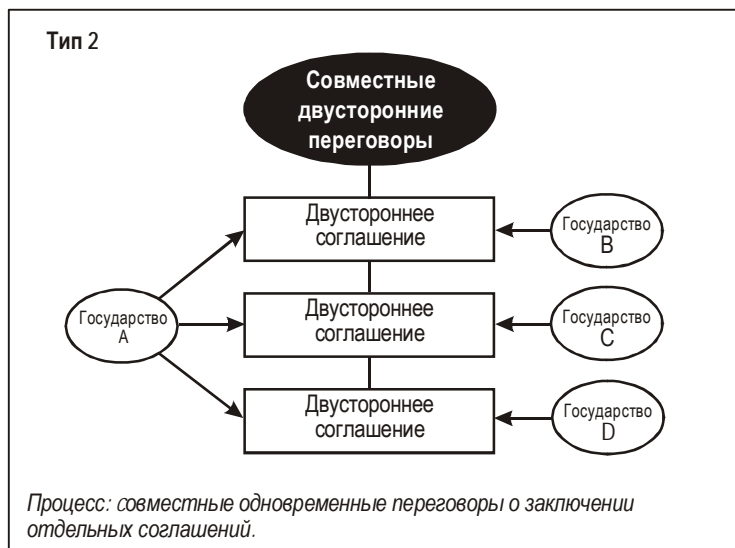 Тип 2
Совместные
двусторонние
переговоры
Двустороннее
соглашение
Государство
B
Государство
A
Двустороннее
соглашение
Государство
C
Двустороннее
соглашение
Государство
D
Процесс: совместные одновременные переговоры о заключении
отдельных соглашений.